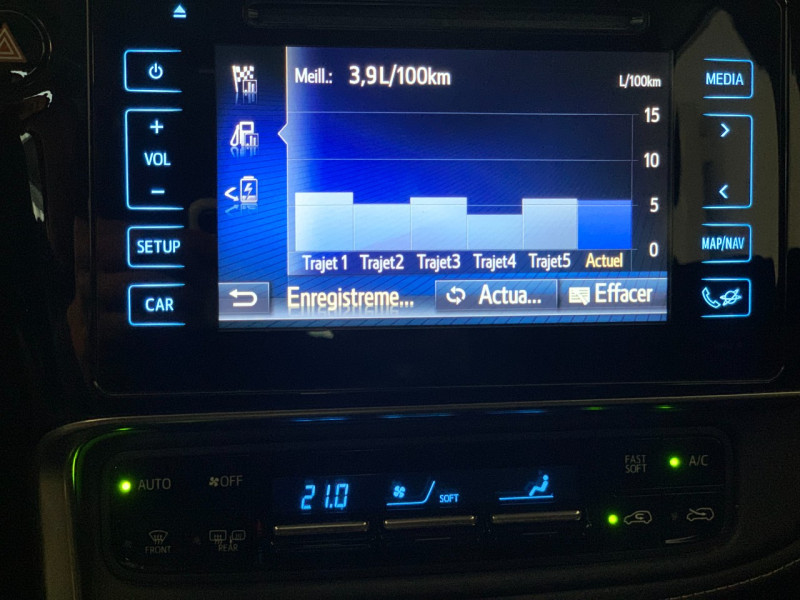 Meill.: 3,9L/100km
L/100km
15
10
5
0
Trajet 1 Trajet2 Trajet3 Trajet4 Trajet5 Actuel
Enregistreme... Actua... Effacer
+
VOL
−
SETUP
CAR
MEDIA
MAP/NAV
AUTO
OFF
21.0
SOFT
FAST
SOFT
A/C
FRONT
REAR